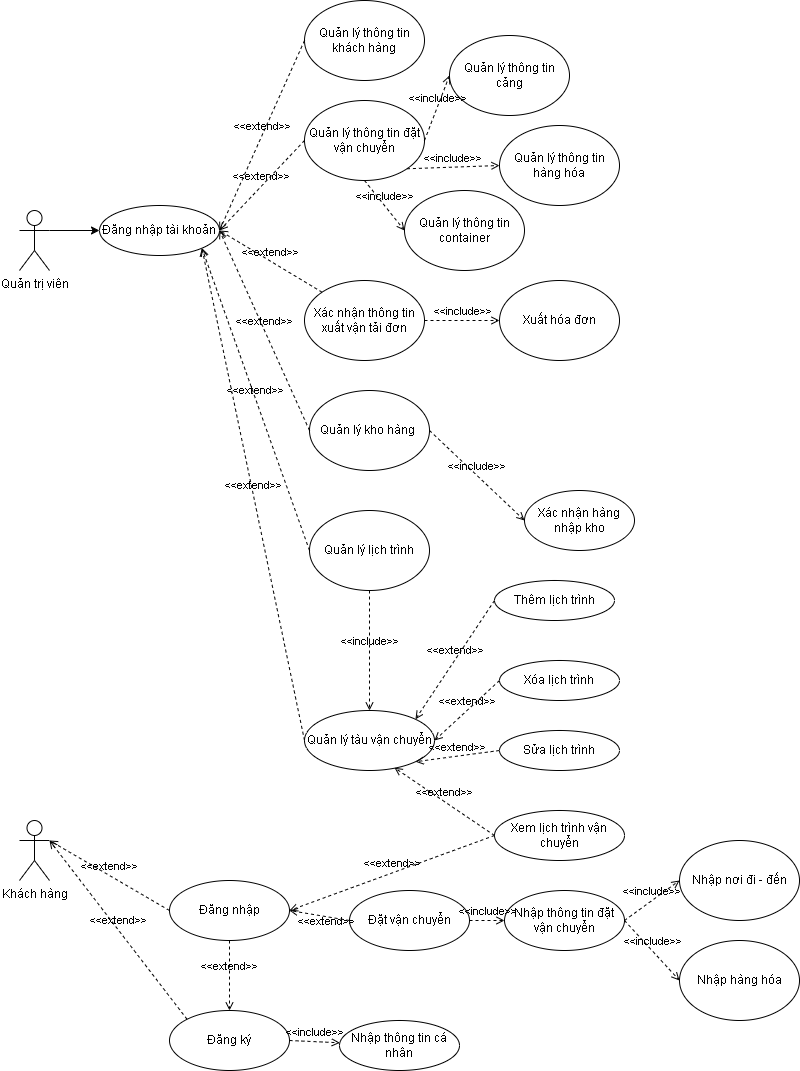 Quản lý thông tin
khách hàng
Quản lý thông tin
cảng
<<include>>
<<extend>>
Quản lý thông tin đặt
vận chuyển
<<include>>
Quản lý thông tin
hàng hóa
<<extend>>
<<include>>
Quản lý thông tin
container
Đăng nhập tài khoản
Quản trị viên
<<extend>>
Xác nhận thông tin
xuất vận tải đơn
<<include>>
Xuất hóa đơn
<<extend>>
<<extend>>
Quản lý kho hàng
<<include>>
<<extend>>
Xác nhận hàng
nhập kho
Quản lý lịch trình
Thêm lịch trình
<<include>>
<<extend>>
Xóa lịch trình
<<extend>>
Quản lý tàu vận chuyển
<<extend>>
Sửa lịch trình
<<extend>>
Xem lịch trình vận
chuyển
<<extend>>
<<extend>>
Khách hàng
Nhập nơi đi - đến
<<include>>
Đăng nhập
<<extend>>
<<extend>>
Đặt vận chuyển
<<include>>
Nhập thông tin đặt
vận chuyển
<<include>>
<<extend>>
Nhập hàng hóa
Đăng ký
<<include>>
Nhập thông tin cá
nhân